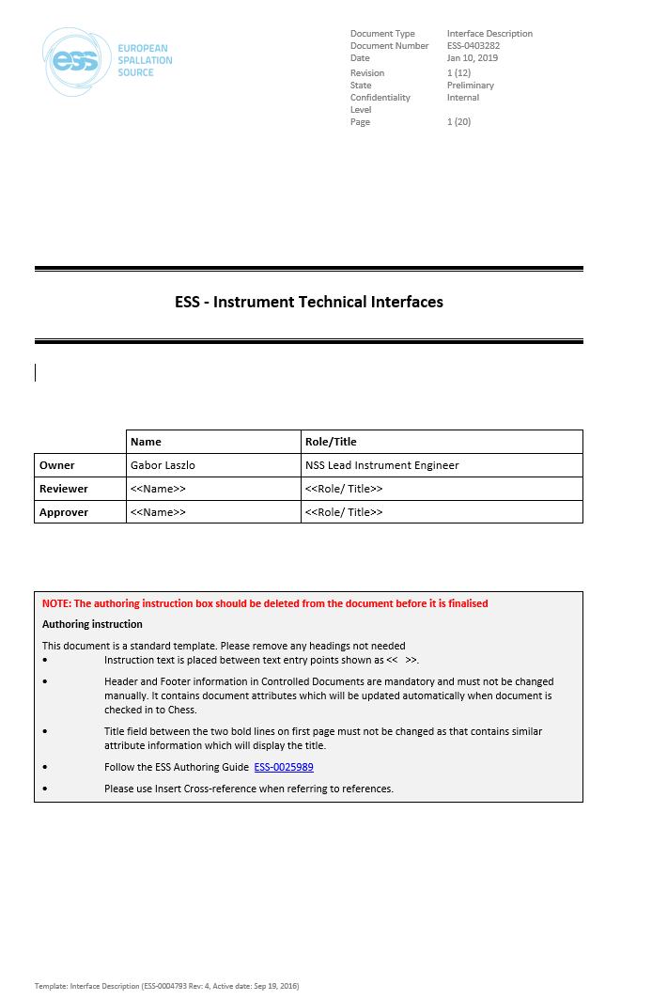 ess
EUROPEAN
SPALLATION
SOURCE
Document Type Interface Description
Document Number ESS-0403282
Date Jan 10, 2019
Revision 1 (12)
State Preliminary
Confidentiality Internal
Level
Page 1 (20)
ESS - Instrument Technical Interfaces
Name Role/Title
Owner Gabor Laszlo NSS Lead Instrument Engineer
Reviewer <<Name>> <<Role/ Title>>
Approver <<Name>> <<Role/ Title>>
NOTE: The authoring instruction box should be deleted from the document before it is finalised
Authoring instruction
This document is a standard template. Please remove any headings not needed
• Instruction text is placed between text entry points shown as << >>.
• Header and Footer information in Controlled Documents are mandatory and must not be changed
manually. It contains document attributes which will be updated automatically when document is
checked in to Chess.
• Title field between the two bold lines on first page must not be changed as that contains similar
attribute information which will display the title.
• Follow the ESS Authoring Guide ESS-0025989
• Please use Insert Cross-reference when referring to references.
Template: Interface Description (ESS-0004793 Rev: 4, Active date: Sep 19, 2016)